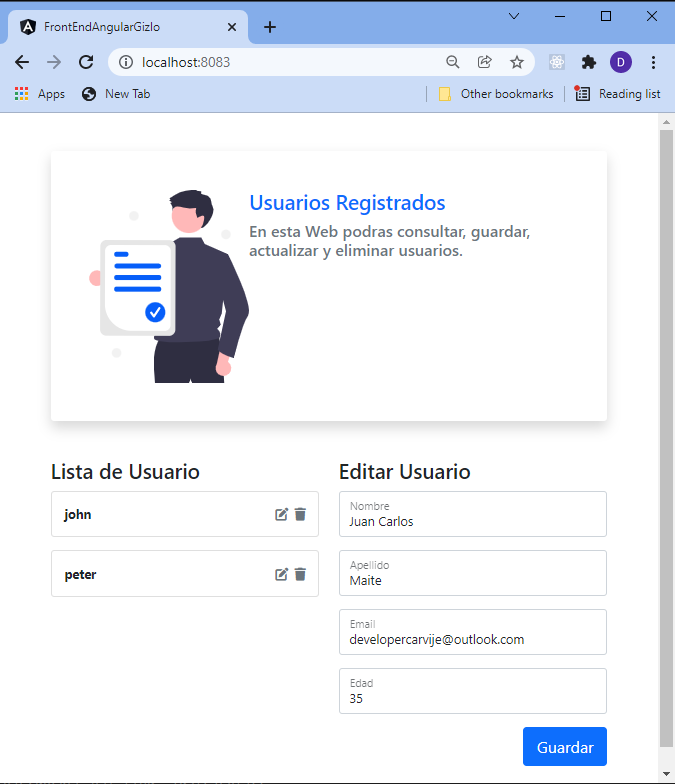 FrontEndAngularGizlo
localhost:8083
D
Apps
New Tab
Other bookmarks
Reading list
Usuarios Registrados
En esta Web podras consultar, guardar,
actualizar y eliminar usuarios.
Lista de Usuario
john
peter
Editar Usuario
Nombre
Juan Carlos
Apellido
Maite
Email
developercarvije@outlook.com
Edad
35
Guardar